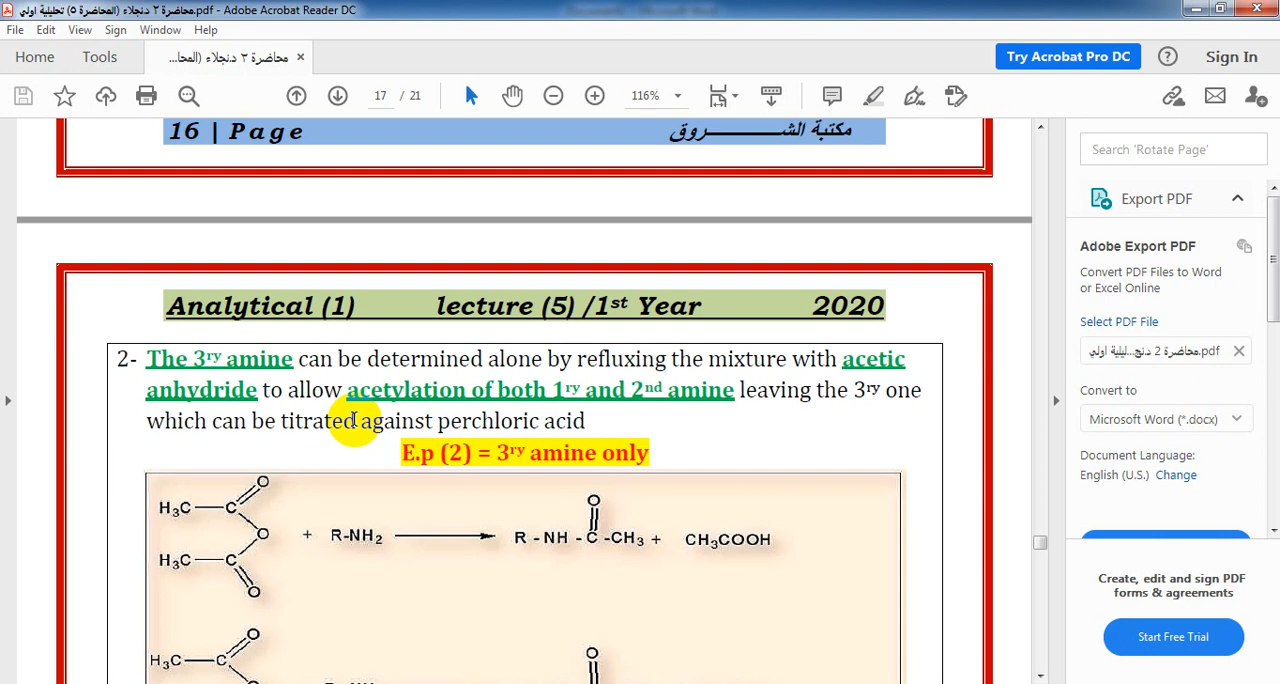 محاضرة ٢ د.نجلاء (المحاضرة ٥) تحليلية اولي.pdf - Adobe Acrobat Reader DC
File Edit View Sign Window Help
Home Tools محاضرة ٣ د.نجلاء (المحا... × Try Acrobat Pro DC ? Sign In
17 / 21 116%
16 | Page مكتبة الشـــــــــروق
Analytical (1) lecture (5) /1st Year 2020
2- The 3ry amine can be determined alone by refluxing the mixture with acetic
anhydride to allow acetylation of both 1ry and 2nd amine leaving the 3ry one
which can be titrated against perchloric acid
E.p (2) = 3ry amine only
O
H3C—C
O + R-NH2 R - NH - C -CH3 + CH3COOH
O
H3C—C
O
O
H3C—C
O
Search 'Rotate Page'
Export PDF
Adobe Export PDF
Convert PDF Files to Word
or Excel Online
Select PDF File
محاضرة 2 د.نج...ليلية اولي.pdf
Convert to
Microsoft Word (*.docx)
Document Language:
English (U.S.) Change
Create, edit and sign PDF
forms & agreements
Start Free Trial